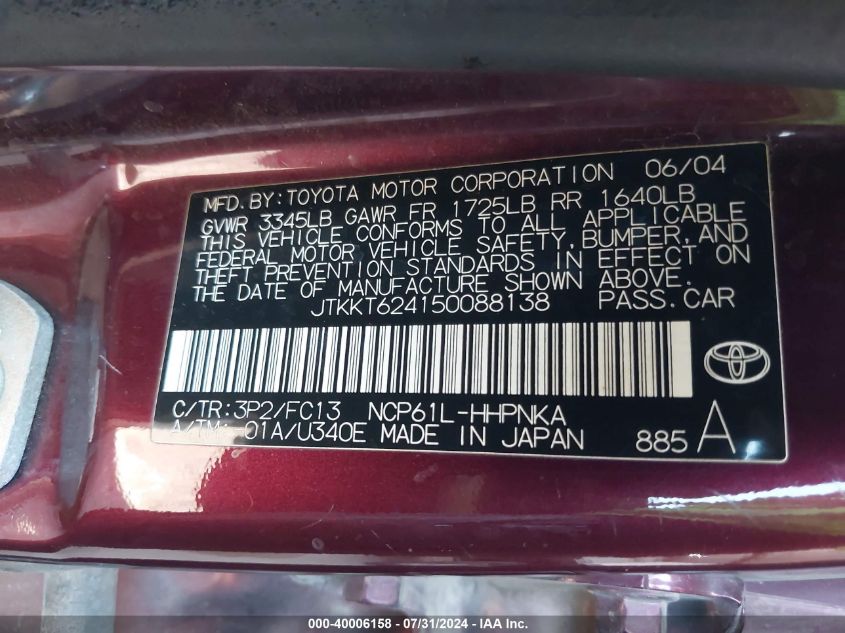 MFD. BY: TOYOTA MOTOR CORPORATION 06/04
GVWR 3345LB GAWR FR 1725LB RR 1640LB
THIS VEHICLE CONFORMS TO ALL APPLICABLE
FEDERAL MOTOR VEHICLE SAFETY, BUMPER, AND
THEFT PREVENTION STANDARDS IN EFFECT ON
THE DATE OF MANUFACTURE SHOWN ABOVE.
JTKKT624150088138 PASS. CAR
C/TR: 3P2/FC13 NCP61L-HHPNKA
A/TM: -01A/U340E MADE IN JAPAN 885 A
000-40006158 - 07/31/2024 - IAA Inc.